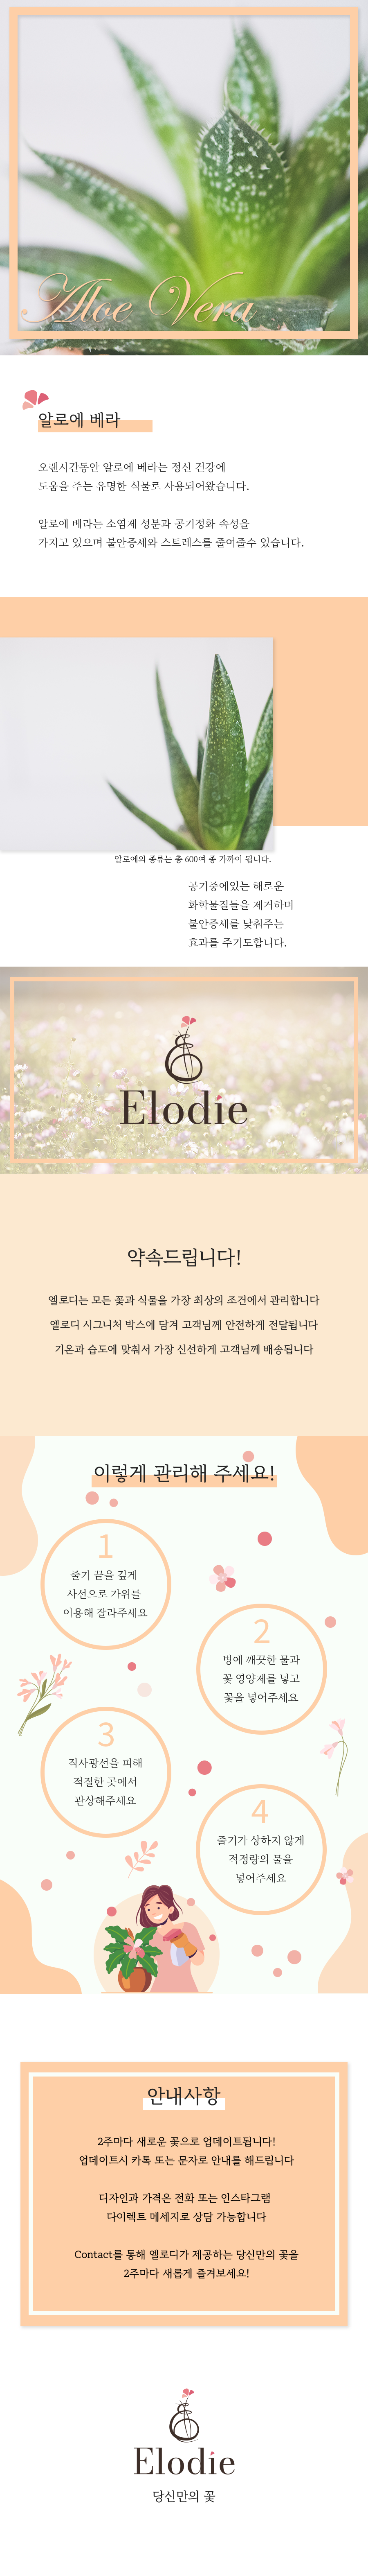 Aloe Vera
알로에 베라
오랜시간동안 알로에 베라는 정신 건강에
도움을 주는 유명한 식물로 사용되어왔습니다.
알로에 베라는 소염제 성분과 공기정화 속성을
가지고 있으며 불안증세와 스트레스를 줄여줄수 있습니다.
알로에의 종류는 총 600여 종 가까이 됩니다.
공기중에있는 해로운
화학물질들을 제거하며
불안증세를 낮춰주는
효과를 주기도합니다.
Elodie
약속드립니다!
엘로디는 모든 꽃과 식물을 가장 최상의 조건에서 관리합니다
엘로디 시그니처 박스에 담겨 고객님께 안전하게 전달됩니다
기온과 습도에 맞춰서 가장 신선하게 고객님께 배송됩니다
이렇게 관리해 주세요!
1
줄기 끝을 깊게
사선으로 가위를
이용해 잘라주세요
2
병에 깨끗한 물과
꽃 영양제를 넣고
꽃을 넣어주세요
3
직사광선을 피해
적절한 곳에서
관상해주세요
4
줄기가 상하지 않게
적정량의 물을
넣어주세요
안내사항
2주마다 새로운 꽃으로 업데이트됩니다!
업데이트시 카톡 또는 문자로 안내를 해드립니다
디자인과 가격은 전화 또는 인스타그램
다이렉트 메세지로 상담 가능합니다
Contact를 통해 엘로디가 제공하는 당신만의 꽃을
2주마다 새롭게 즐겨보세요!
Elodie
당신만의 꽃